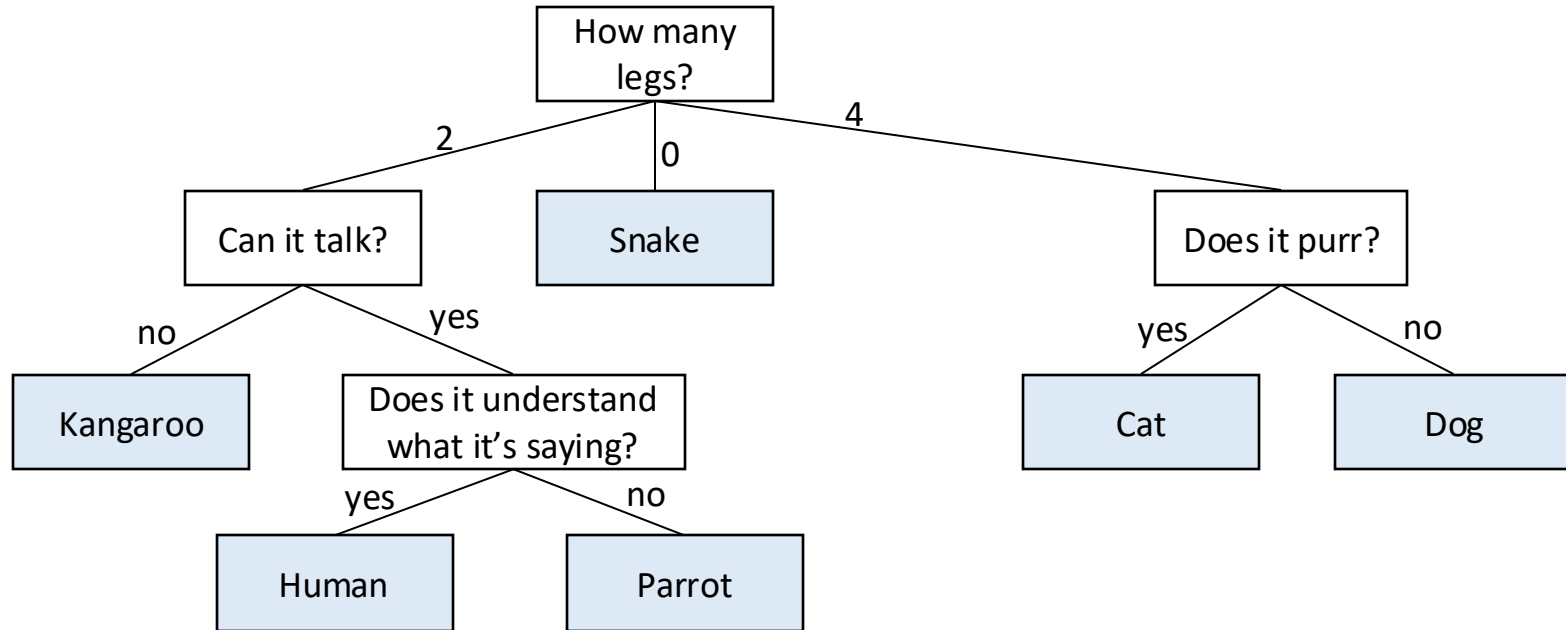 How many
legs?
2
0
4
Can it talk?
Snake
Does it purr?
no
yes
yes
no
Kangaroo
Does it understand
what it’s saying?
Cat
Dog
yes
no
Human
Parrot